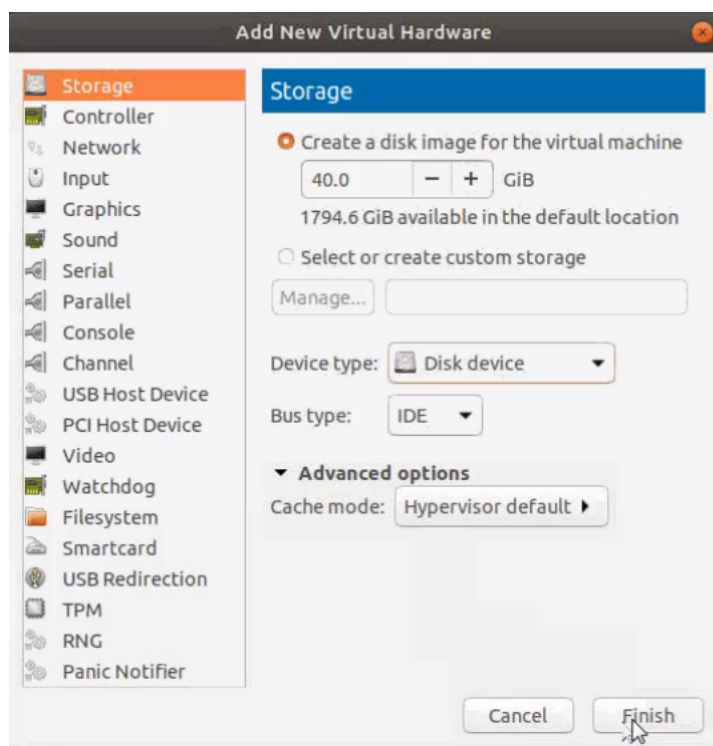 Add New Virtual Hardware
Storage
Controller
Network
Input
Graphics
Sound
Serial
Parallel
Console
Channel
USB Host Device
PCI Host Device
Video
Watchdog
Filesystem
Smartcard
USB Redirection
TPM
RNG
Panic Notifier
Storage
Create a disk image for the virtual machine
40.0 − + GiB
1794.6 GiB available in the default location
Select or create custom storage
Manage...
Device type: Disk device
Bus type: IDE
Advanced options
Cache mode: Hypervisor default
Cancel Finish